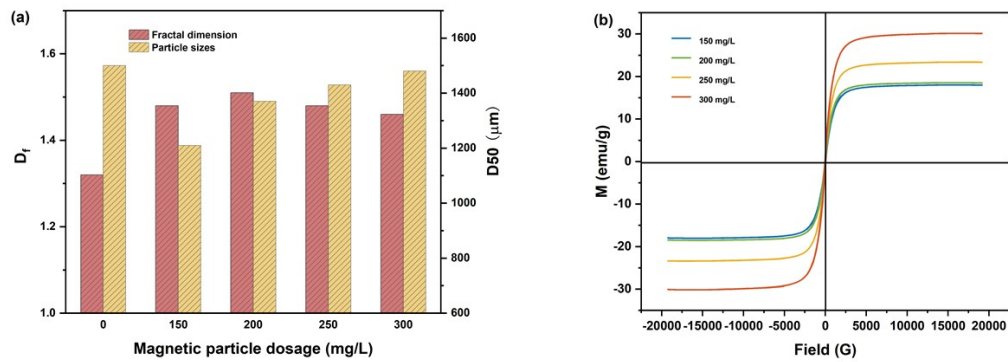 (a)
Fractal dimension
Particle sizes
1.6
1.4
1.2
1.0
D_f
1600
1400
1200
1000
800
600
D50 (μm)
0 150 200 250 300
Magnetic particle dosage (mg/L)
(b)
150 mg/L
200 mg/L
250 mg/L
300 mg/L
30
20
10
0
-10
-20
-30
M (emu/g)
-20000 -15000 -10000 -5000 0 5000 10000 15000 20000
Field (G)